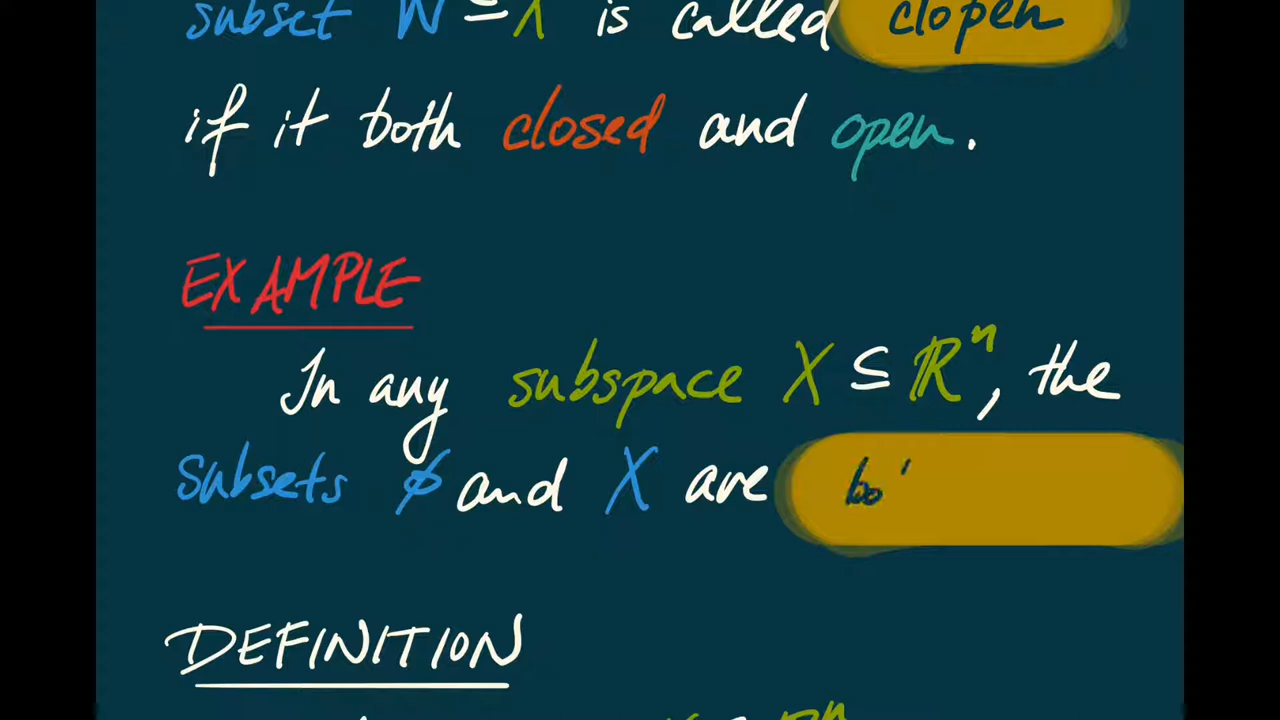 subset W ⊆ X is called clopen
if it both closed and open.
EXAMPLE
In any subspace X ⊆ ℝⁿ, the
subsets ∅ and X are bo'
DEFINITION